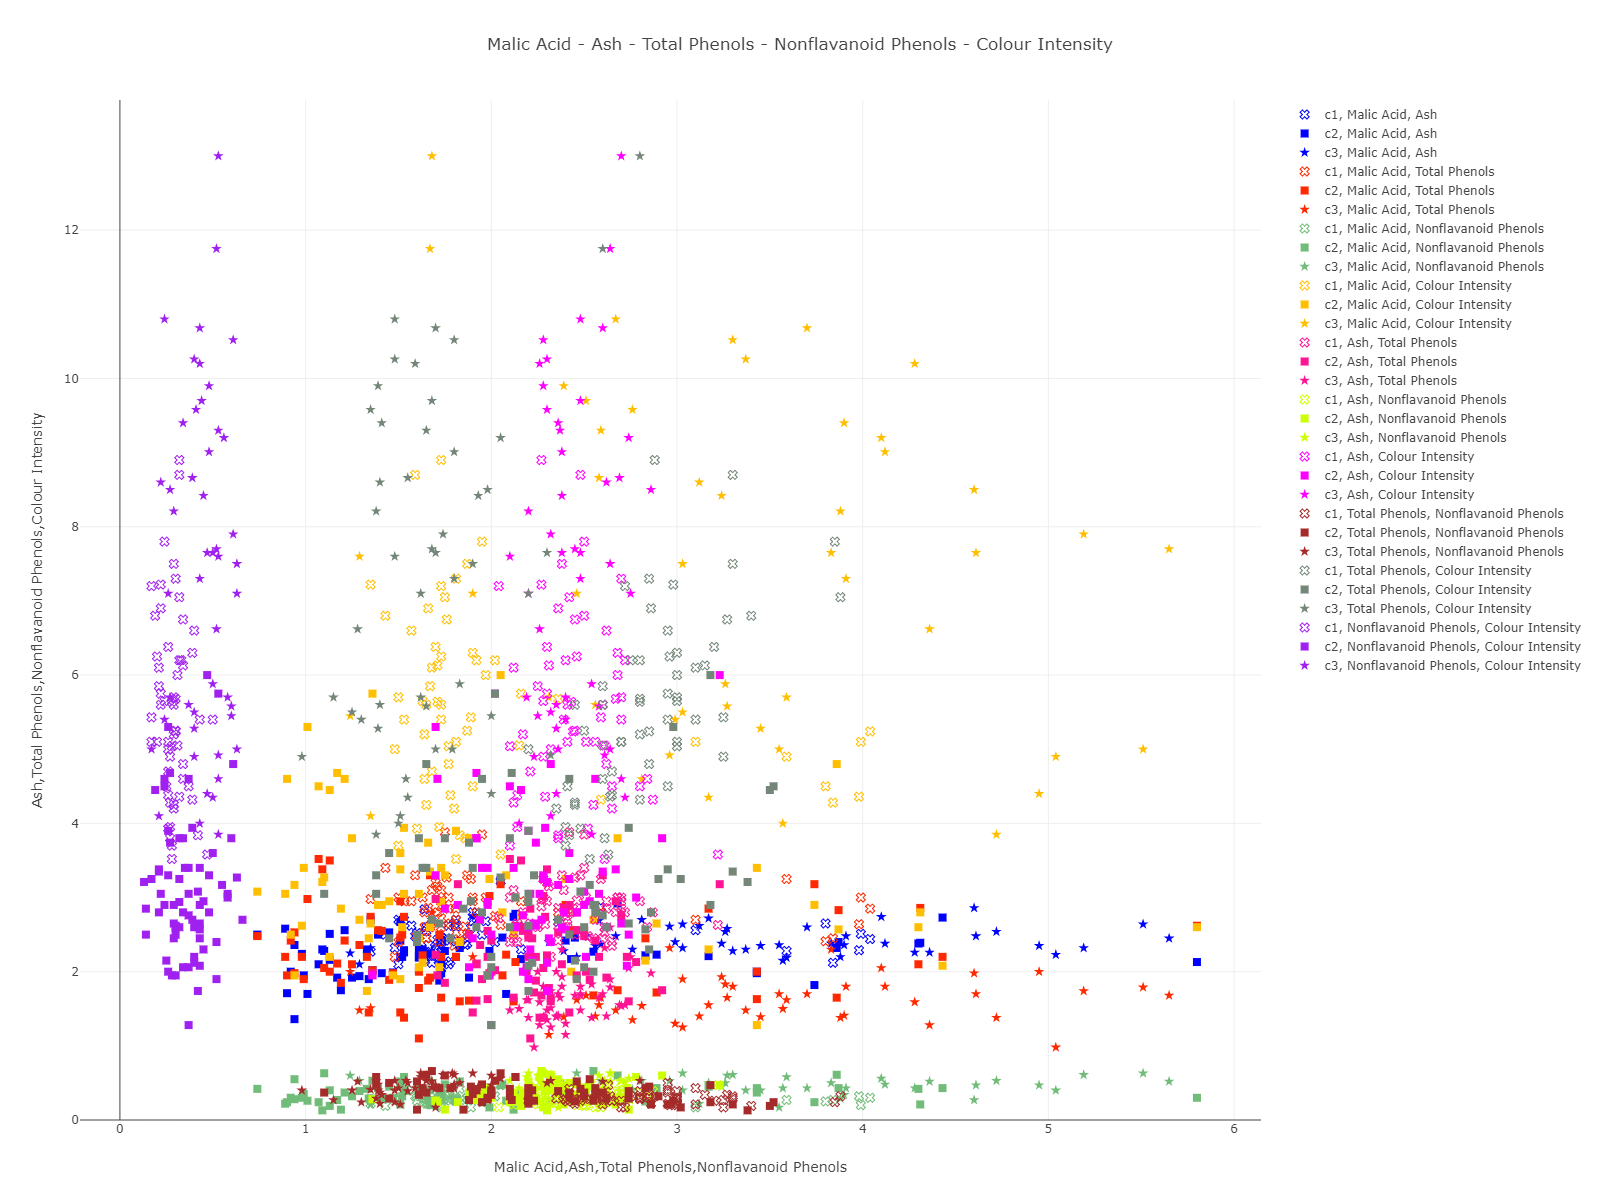 Malic Acid - Ash - Total Phenols - Nonflavanoid Phenols - Colour Intensity
c1, Malic Acid, Ash
c2, Malic Acid, Ash
c3, Malic Acid, Ash
c1, Malic Acid, Total Phenols
c2, Malic Acid, Total Phenols
c3, Malic Acid, Total Phenols
c1, Malic Acid, Nonflavanoid Phenols
c2, Malic Acid, Nonflavanoid Phenols
c3, Malic Acid, Nonflavanoid Phenols
c1, Malic Acid, Colour Intensity
c2, Malic Acid, Colour Intensity
c3, Malic Acid, Colour Intensity
c1, Ash, Total Phenols
c2, Ash, Total Phenols
c3, Ash, Total Phenols
c1, Ash, Nonflavanoid Phenols
c2, Ash, Nonflavanoid Phenols
c3, Ash, Nonflavanoid Phenols
c1, Ash, Colour Intensity
c2, Ash, Colour Intensity
c3, Ash, Colour Intensity
c1, Total Phenols, Nonflavanoid Phenols
c2, Total Phenols, Nonflavanoid Phenols
c3, Total Phenols, Nonflavanoid Phenols
c1, Total Phenols, Colour Intensity
c2, Total Phenols, Colour Intensity
c3, Total Phenols, Colour Intensity
c1, Nonflavanoid Phenols, Colour Intensity
c2, Nonflavanoid Phenols, Colour Intensity
c3, Nonflavanoid Phenols, Colour Intensity
Ash,Total Phenols,Nonflavanoid Phenols,Colour Intensity
12
10
8
6
4
2
0
0 1 2 3 4 5 6
Malic Acid,Ash,Total Phenols,Nonflavanoid Phenols